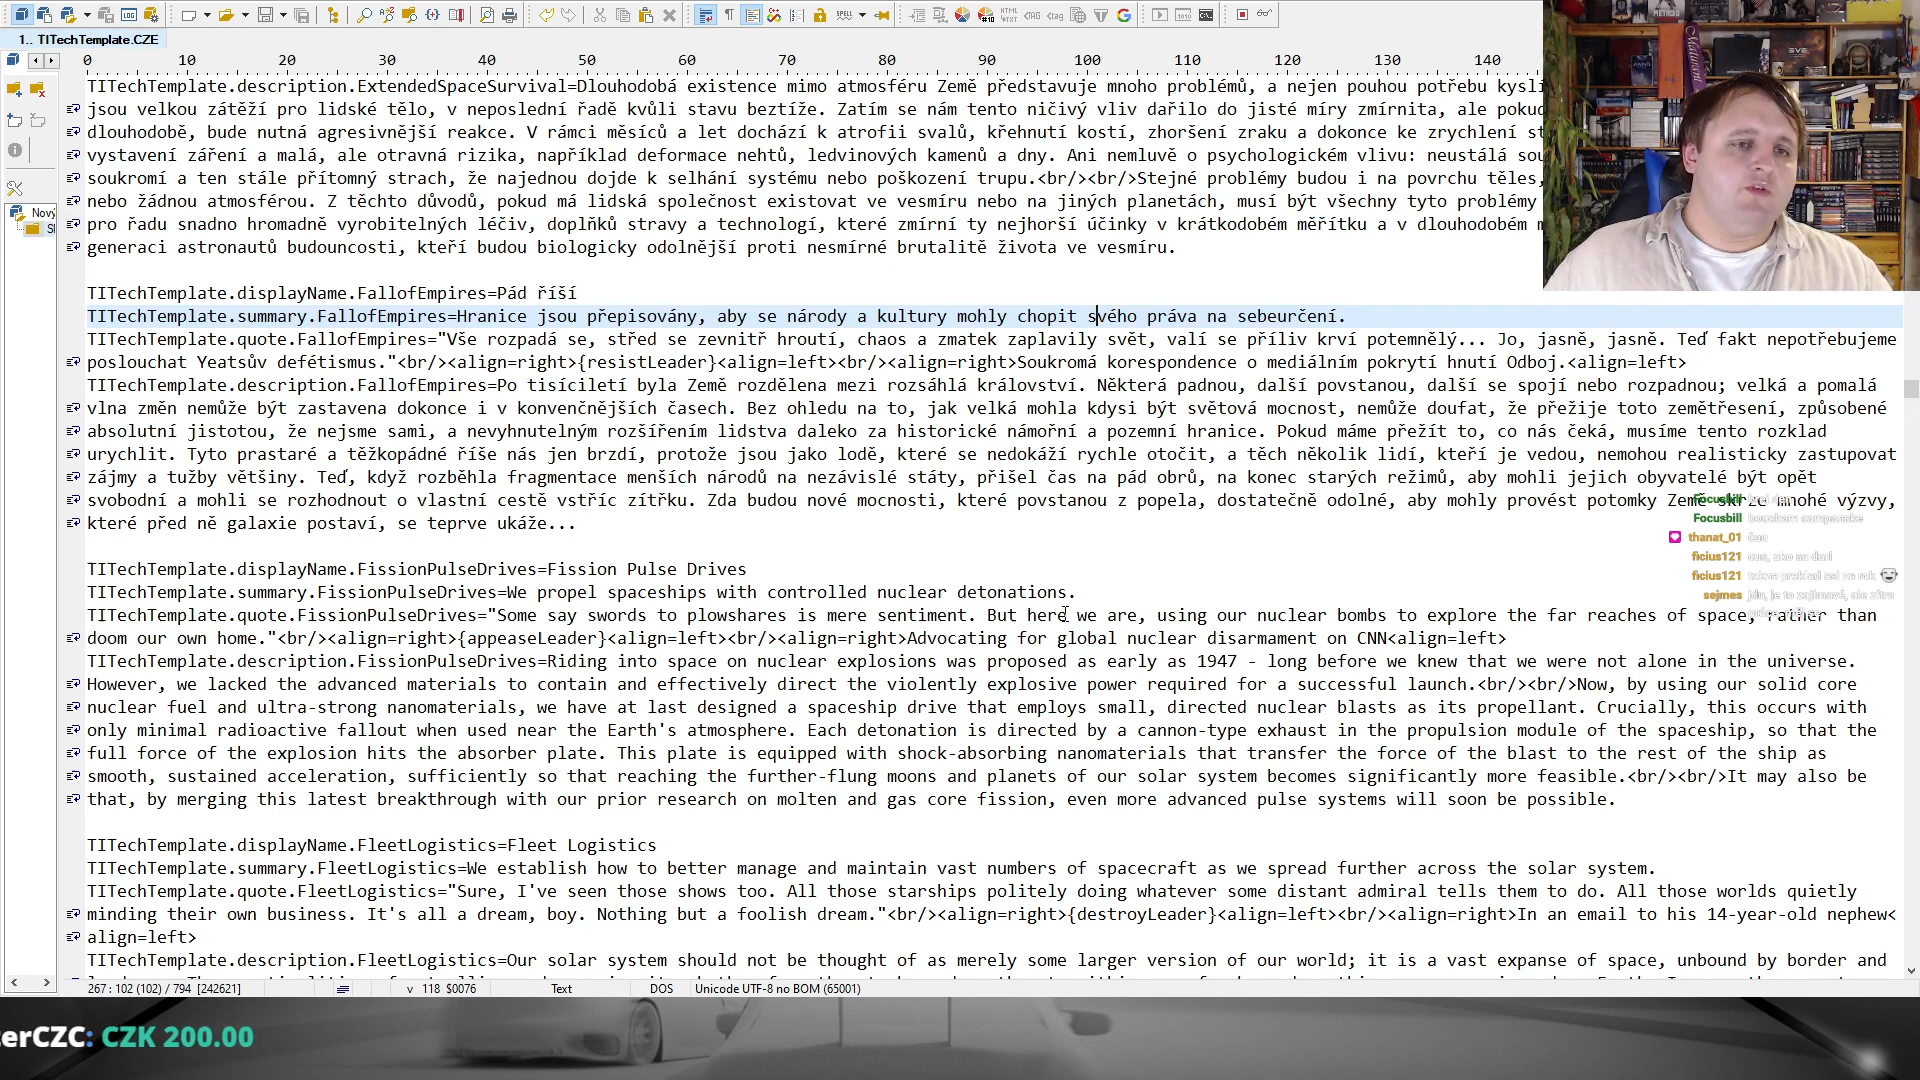 1.. TITechTemplate.CZE
0 10 20 30 40 50 60 70 80 90 100 110 120 130 140
TITechTemplate.description.ExtendedSpaceSurvival=Dlouhodobá existence mimo atmosféru Země představuje mnoho problémů, a nejen pouhou potřebu kyslí
jsou velkou zátěží pro lidské tělo, v neposlední řadě kvůli stavu beztíže. Zatím se nám tento ničivý vliv dařilo do jisté míry zmírnita, ale pokud
dlouhodobě, bude nutná agresivnější reakce. V rámci měsíců a let dochází k atrofii svalů, křehnutí kostí, zhoršení zraku a dokonce ke zrychlení st
vystavení záření a malá, ale otravná rizika, například deformace nehtů, ledvinových kamenů a dny. Ani nemluvě o psychologickém vlivu: neustálá sou
soukromí a ten stále přítomný strach, že najednou dojde k selhání systému nebo poškození trupu.<br/><br/>Stejné problémy budou i na povrchu těles,
nebo žádnou atmosférou. Z těchto důvodů, pokud má lidská společnost existovat ve vesmíru nebo na jiných planetách, musí být všechny tyto problémy
pro řadu snadno hromadně vyrobitelných léčiv, doplňků stravy a technologí, které zmírní ty nejhorší účinky v krátkodobém měřítku a v dlouhodobém m
generaci astronautů budoucnosti, kteří budou biologicky odolnější proti nesmírné brutalitě života ve vesmíru.
TITechTemplate.displayName.FallofEmpires=Pád říší
TITechTemplate.summary.FallofEmpires=Hranice jsou přepisovány, aby se národy a kultury mohly chopit svého práva na sebeurčení.
TITechTemplate.quote.FallofEmpires="Vše rozpadá se, střed se zevnitř hroutí, chaos a zmatek zaplavily svět, valí se příliv krví potemnělý... Jo, jasně, jasně. Teď fakt nepotřebujeme
poslouchat Yeatsův defétismus."<br/><align=right>{resistLeader}<align=left><br/><align=right>Soukromá korespondence o mediálním pokrytí hnutí Odboj.<align=left>
TITechTemplate.description.FallofEmpires=Po tisíciletí byla Země rozdělena mezi rozsáhlá království. Některá padnou, další povstanou, další se spojí nebo rozpadnou; velká a pomalá
vlna změn nemůže být zastavena dokonce i v konvenčnějších časech. Bez ohledu na to, jak velká mohla kdysi být světová mocnost, nemůže doufat, že přežije toto zemětřesení, způsobené
absolutní jistotou, že nejsme sami, a nevyhnutelným rozšířením lidstva daleko za historické námořní a pozemní hranice. Pokud máme přežít to, co nás čeká, musíme tento rozklad
urychlit. Tyto prastaré a těžkopádné říše nás jen brzdí, protože jsou jako lodě, které se nedokáží rychle otočit, a těch několik lidí, kteří je vedou, nemohou realisticky zastupovat
zájmy a tužby většiny. Teď, když rozběhla fragmentace menších národů na nezávislé státy, přišel čas na pád obrů, na konec starých režimů, aby mohli jejich obyvatelé být opět
svobodní a mohli se rozhodnout o vlastní cestě vstříc zítřku. Zda budou nové mocnosti, které povstanou z popela, dostatečně odolné, aby mohly provést potomky Země skrze mnohé výzvy,
které před ně galaxie postaví, se teprve ukáže...
Focusbill
Focusbill boucham sampanske
thanat_01 čau
ficius121 cus, ako sa dari
ficius121 takze preklad esi za rok
sejmes
TITechTemplate.displayName.FissionPulseDrives=Fission Pulse Drives
TITechTemplate.summary.FissionPulseDrives=We propel spaceships with controlled nuclear detonations.
TITechTemplate.quote.FissionPulseDrives="Some say swords to plowshares is mere sentiment. But here we are, using our nuclear bombs to explore the far reaches of space, rather than
doom our own home."<br/><align=right>{appeaseLeader}<align=left><br/><align=right>Advocating for global nuclear disarmament on CNN<align=left>
TITechTemplate.description.FissionPulseDrives=Riding into space on nuclear explosions was proposed as early as 1947 - long before we knew that we were not alone in the universe.
However, we lacked the advanced materials to contain and effectively direct the violently explosive power required for a successful launch.<br/><br/>Now, by using our solid core
nuclear fuel and ultra-strong nanomaterials, we have at last designed a spaceship drive that employs small, directed nuclear blasts as its propellant. Crucially, this occurs with
only minimal radioactive fallout when used near the Earth's atmosphere. Each detonation is directed by a cannon-type exhaust in the propulsion module of the spaceship, so that the
full force of the explosion hits the absorber plate. This plate is equipped with shock-absorbing nanomaterials that transfer the force of the blast to the rest of the ship as
smooth, sustained acceleration, sufficiently so that reaching the further-flung moons and planets of our solar system becomes significantly more feasible.<br/><br/>It may also be
that, by merging this latest breakthrough with our prior research on molten and gas core fission, even more advanced pulse systems will soon be possible.
TITechTemplate.displayName.FleetLogistics=Fleet Logistics
TITechTemplate.summary.FleetLogistics=We establish how to better manage and maintain vast numbers of spacecraft as we spread further across the solar system.
TITechTemplate.quote.FleetLogistics="Sure, I've seen those shows too. All those starships politely doing whatever some distant admiral tells them to do. All those worlds quietly
minding their own business. It's all a dream, boy. Nothing but a foolish dream."<br/><align=right>{destroyLeader}<align=left><br/><align=right>In an email to his 14-year-old nephew<
align=left>
TITechTemplate.description.FleetLogistics=Our solar system should not be thought of as merely some larger version of our world; it is a vast expanse of space, unbound by border and
267 : 102 (102) / 794 [242621] v 118 $0076 Text DOS Unicode UTF-8 no BOM (65001)
terCZC: CZK 200.00